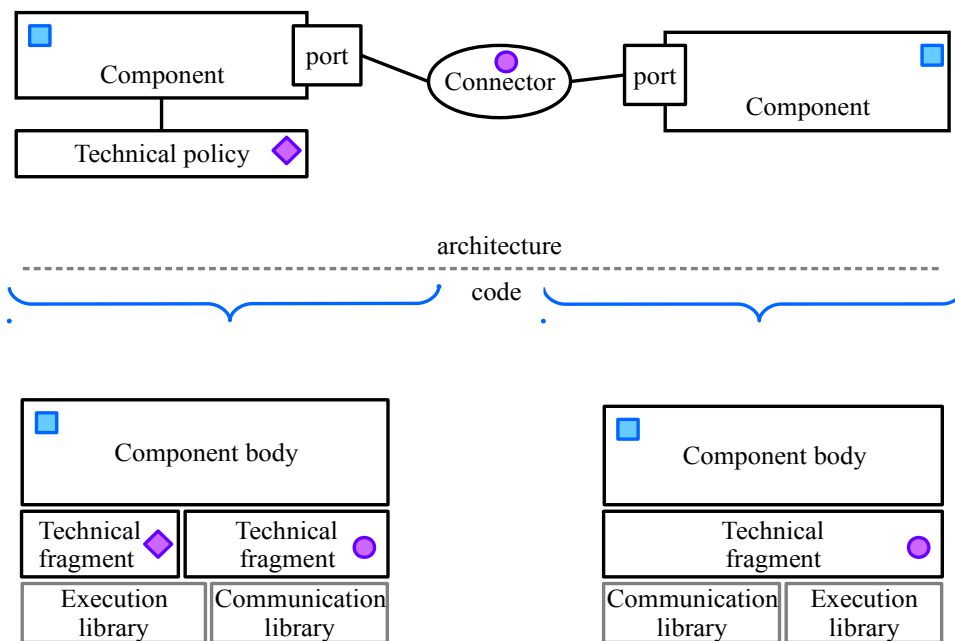 port
Component
Connector
port
Component
Technical policy
architecture
code
Component body
Component body
Technical
fragment
Technical
fragment
Technical
fragment
Execution
library
Communication
library
Communication
library
Execution
library